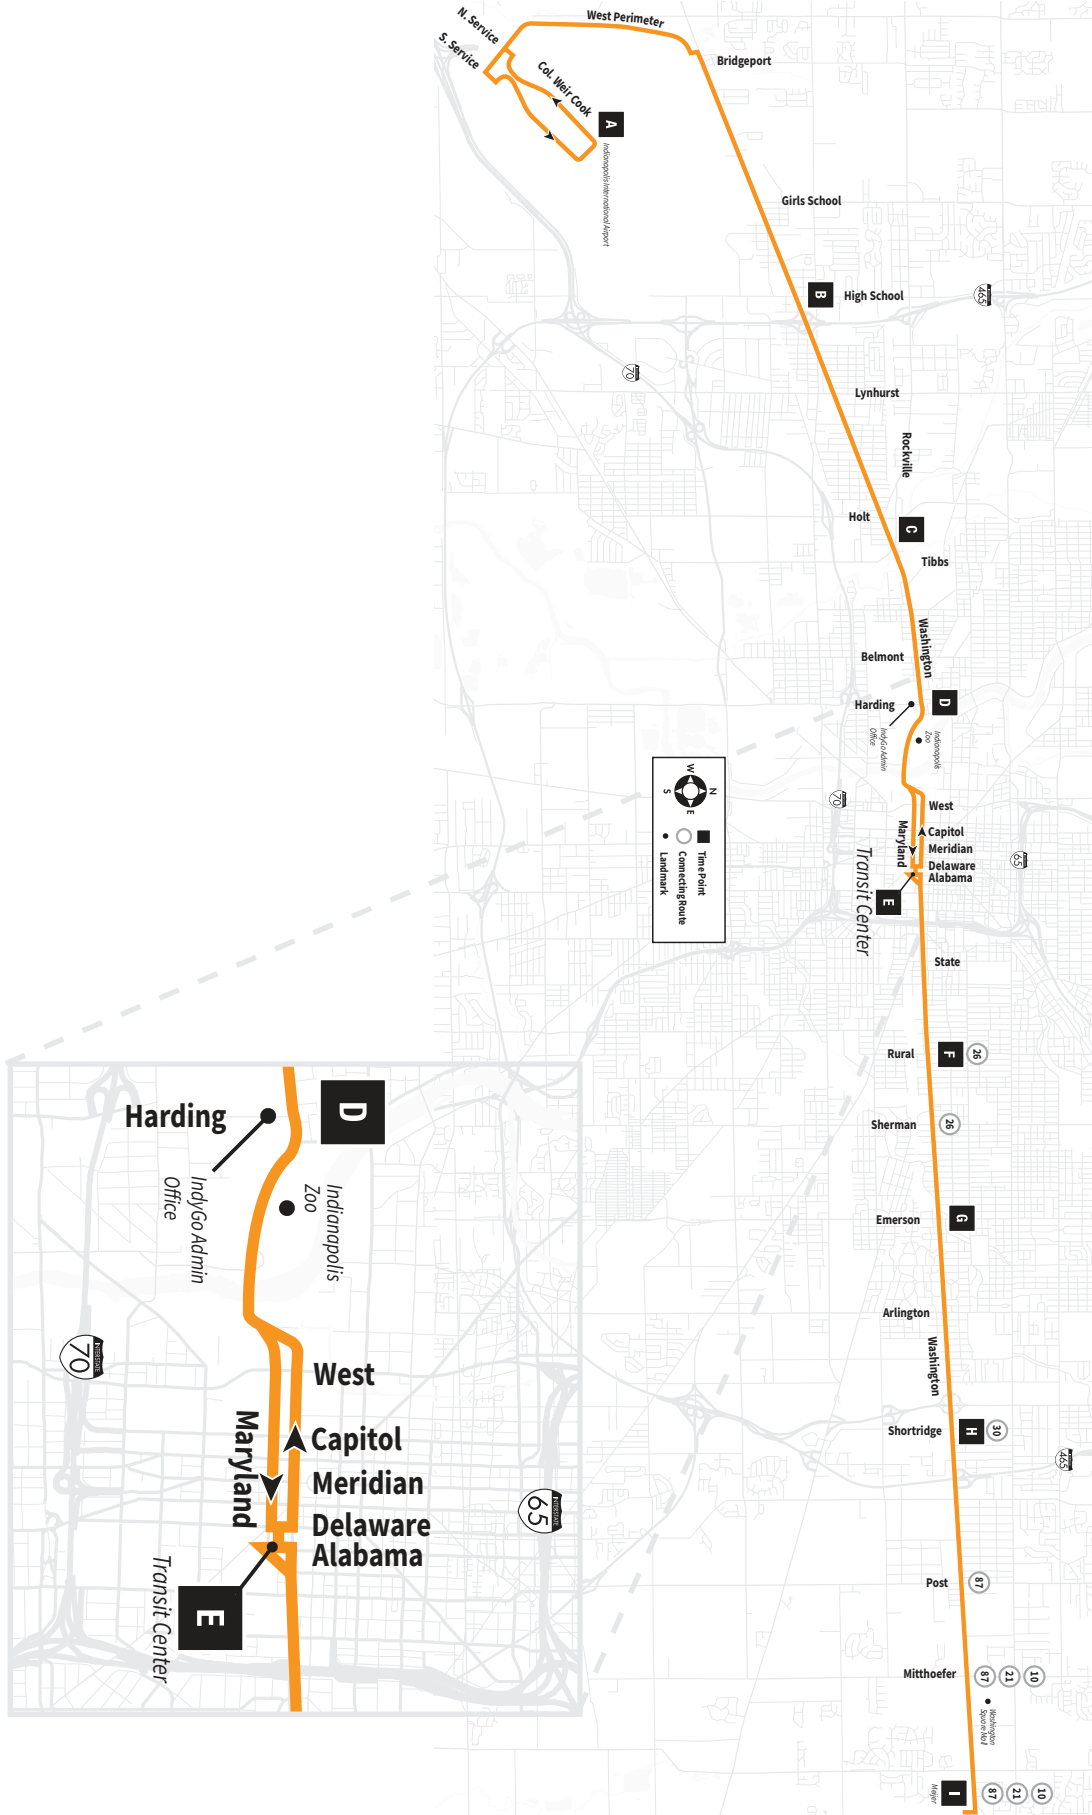 West Perimeter
N. Service
S. Service
Bridgeport
Col. Weir Cook
A
Indianapolis International Airport
Girls School
B
High School
INTERSTATE
465
70
Lynhurst
Rockville
Holt
C
Tibbs
Washington
Belmont
D
Harding
IndyGo Admin
Office
Indianapolis
Zoo
West
Capitol
Meridian
Delaware
Alabama
Maryland
E
Transit Center
70
65
N
W
E
S
Time Point
Connecting Route
Landmark
State
Rural
F
26
Sherman
26
Emerson
G
Arlington
Washington
Shortridge
H
30
465
Post
87
Mitthoefer
87
21
10
Washington
Square Mall
I
Meijer
87
21
10
D
Harding
IndyGo Admin
Office
Indianapolis
Zoo
INTERSTATE
70
West
Capitol
Meridian
Delaware
Alabama
Maryland
INTERSTATE
65
E
Transit Center